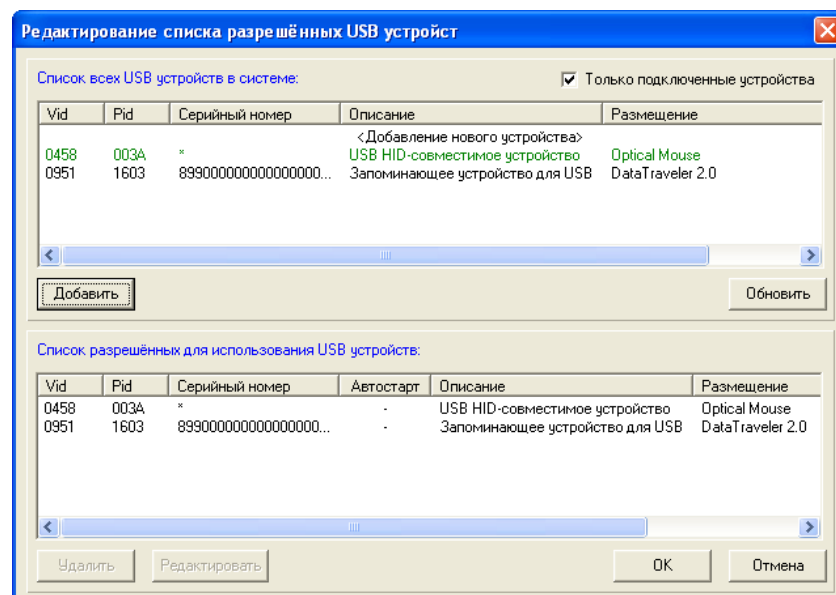 Редактирование списка разрешённых USB устройст
Список всех USB устройств в системе:
Только подключенные устройства
Vid Pid Серийный номер Описание Размещение
<Добавление нового устройства>
0458 003A * USB HID-совместимое устройство Optical Mouse
0951 1603 899000000000000000... Запоминающее устройство для USB DataTraveler 2.0
Добавить Обновить
Список разрешённых для использования USB устройств:
Vid Pid Серийный номер Автостарт Описание Размещение
0458 003A * - USB HID-совместимое устройство Optical Mouse
0951 1603 899000000000000000... - Запоминающее устройство для USB DataTraveler 2.0
Удалить Редактировать OK Отмена